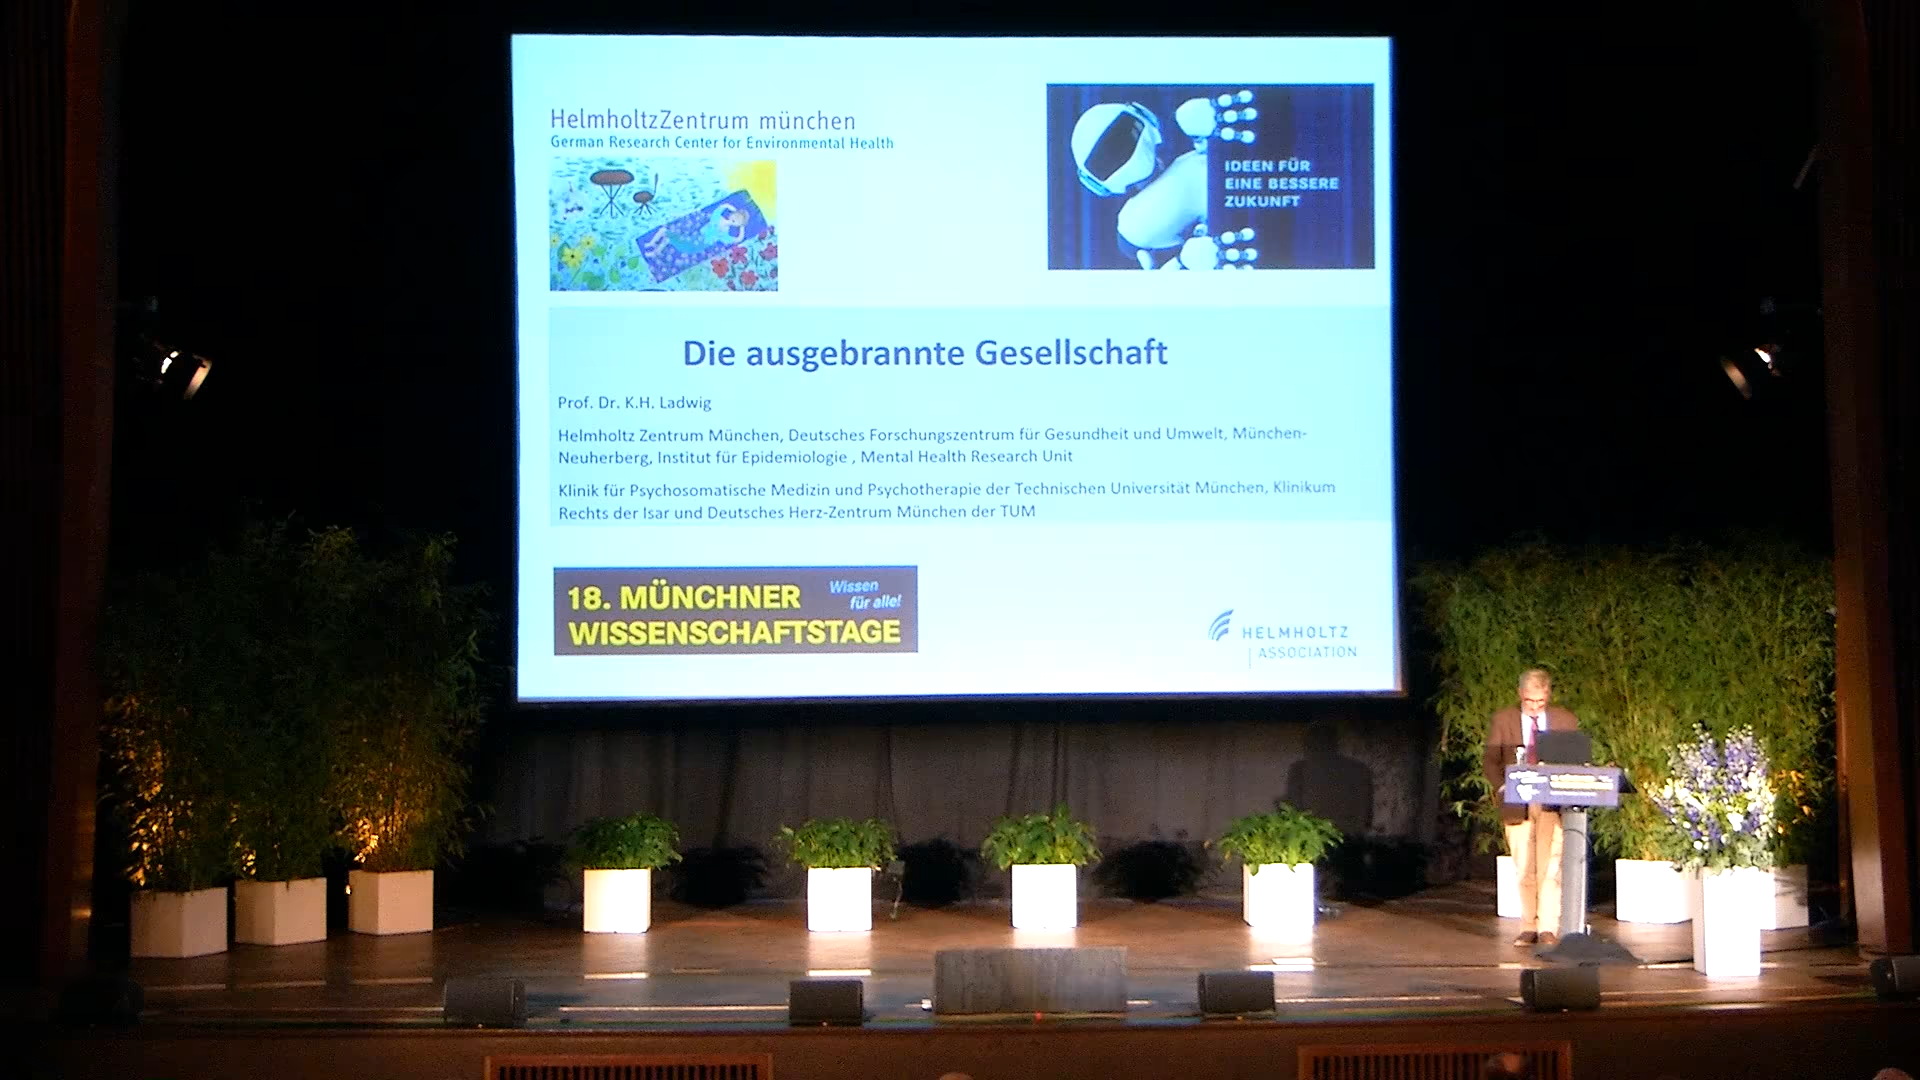 HelmholtzZentrum münchen
German Research Center for Environmental Health
IDEEN FÜR
EINE BESSERE
ZUKUNFT
Die ausgebrannte Gesellschaft
Prof. Dr. K.H. Ladwig
Helmholtz Zentrum München, Deutsches Forschungszentrum für Gesundheit und Umwelt, München-
Neuherberg, Institut für Epidemiologie , Mental Health Research Unit
Klinik für Psychosomatische Medizin und Psychotherapie der Technischen Universität München, Klinikum
Rechts der Isar und Deutsches Herz-Zentrum München der TUM
18. MÜNCHNER
WISSENSCHAFTSTAGE
Wissen
für alle!
HELMHOLTZ
ASSOCIATION